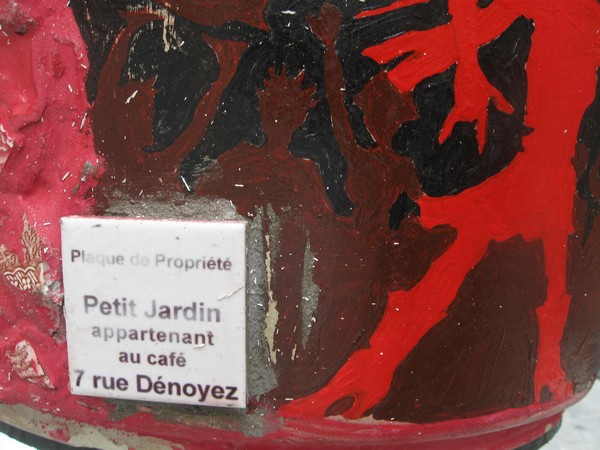 Plaque de Propriété
Petit Jardin
appartenant
au café
7 rue Dénoyez